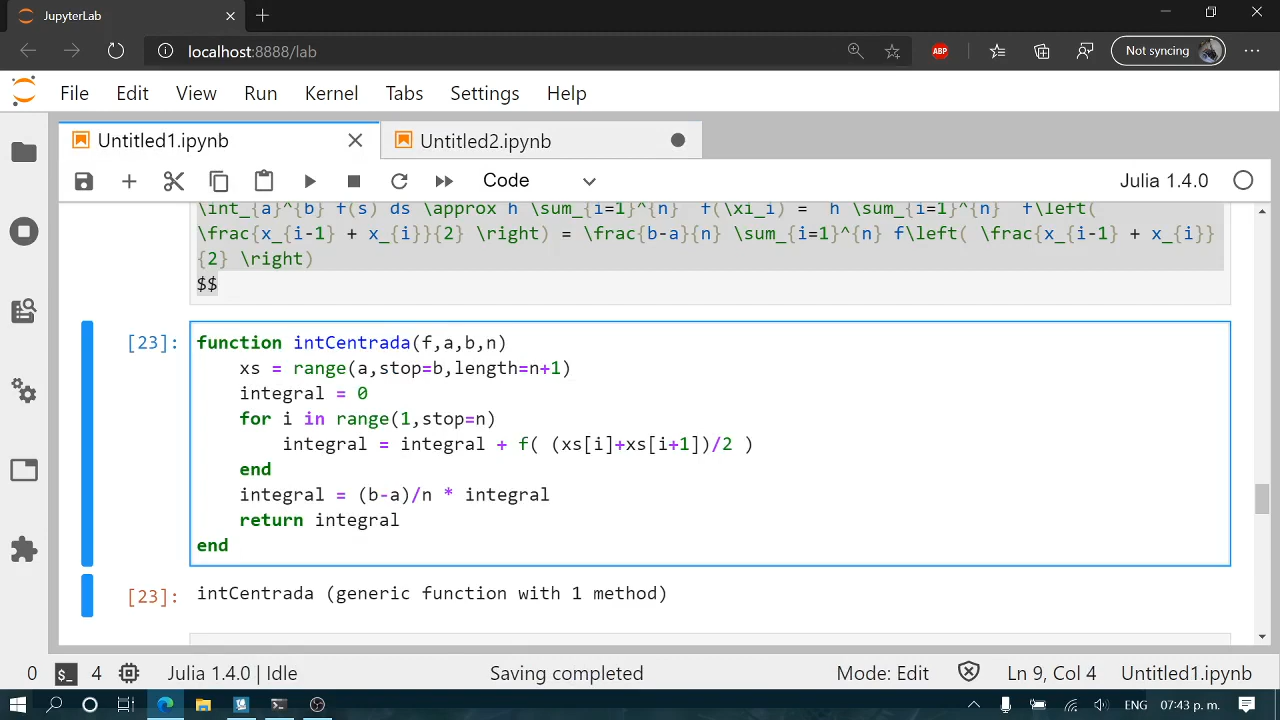 JupyterLab
localhost:8888/lab
ABP
Not syncing
File Edit View Run Kernel Tabs Settings Help
Untitled1.ipynb
Untitled2.ipynb
Code
Julia 1.4.0
\int_{a}^{b} f(s) ds \approx h \sum_{i=1}^{n}  f(\xi_i) =  h \sum_{i=1}^{n}  f\left(
\frac{x_{i-1} + x_{i}}{2} \right) = \frac{b-a}{n} \sum_{i=1}^{n} f\left( \frac{x_{i-1} + x_{i}}
{2} \right)
$$
[23]:
function intCentrada(f,a,b,n)
    xs = range(a,stop=b,length=n+1)
    integral = 0
    for i in range(1,stop=n)
        integral = integral + f( (xs[i]+xs[i+1])/2 )
    end
    integral = (b-a)/n * integral
    return integral
end
[23]:
intCentrada (generic function with 1 method)
0
$_
4
Julia 1.4.0 | Idle
Saving completed
Mode: Edit
Ln 9, Col 4
Untitled1.ipynb
ENG
07:43 p. m.